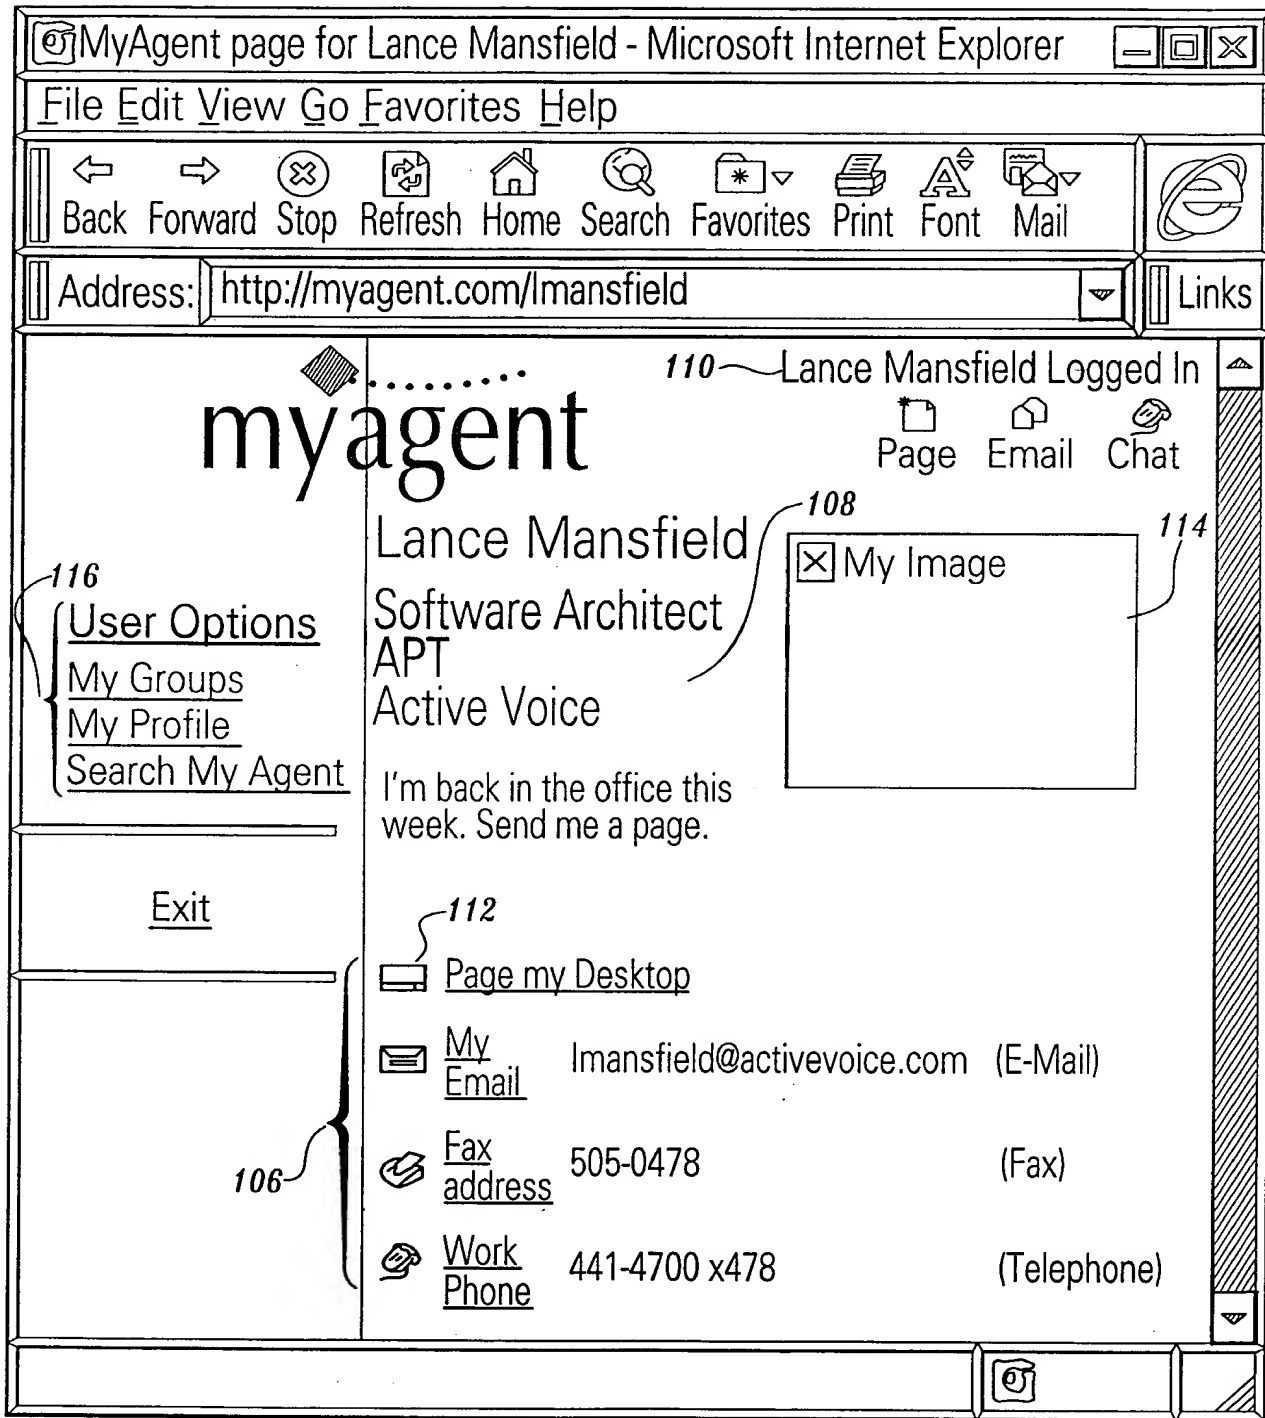 MyAgent page for Lance Mansfield - Microsoft Internet Explorer
File Edit View Go Favorites Help
Back Forward Stop Refresh Home Search Favorites Print Font Mail
Address: http://myagent.com/lmansfield Links
110 Lance Mansfield Logged In
myagent
Page Email Chat
108
Lance Mansfield
114
My Image
116
User Options
Software Architect
APT
My Groups
Active Voice
My Profile
Search My Agent
I'm back in the office this
week. Send me a page.
Exit
112
Page my Desktop
My
Email lmansfield@activevoice.com (E-Mail)
106
Fax
address 505-0478 (Fax)
Work
Phone 441-4700 x478 (Telephone)